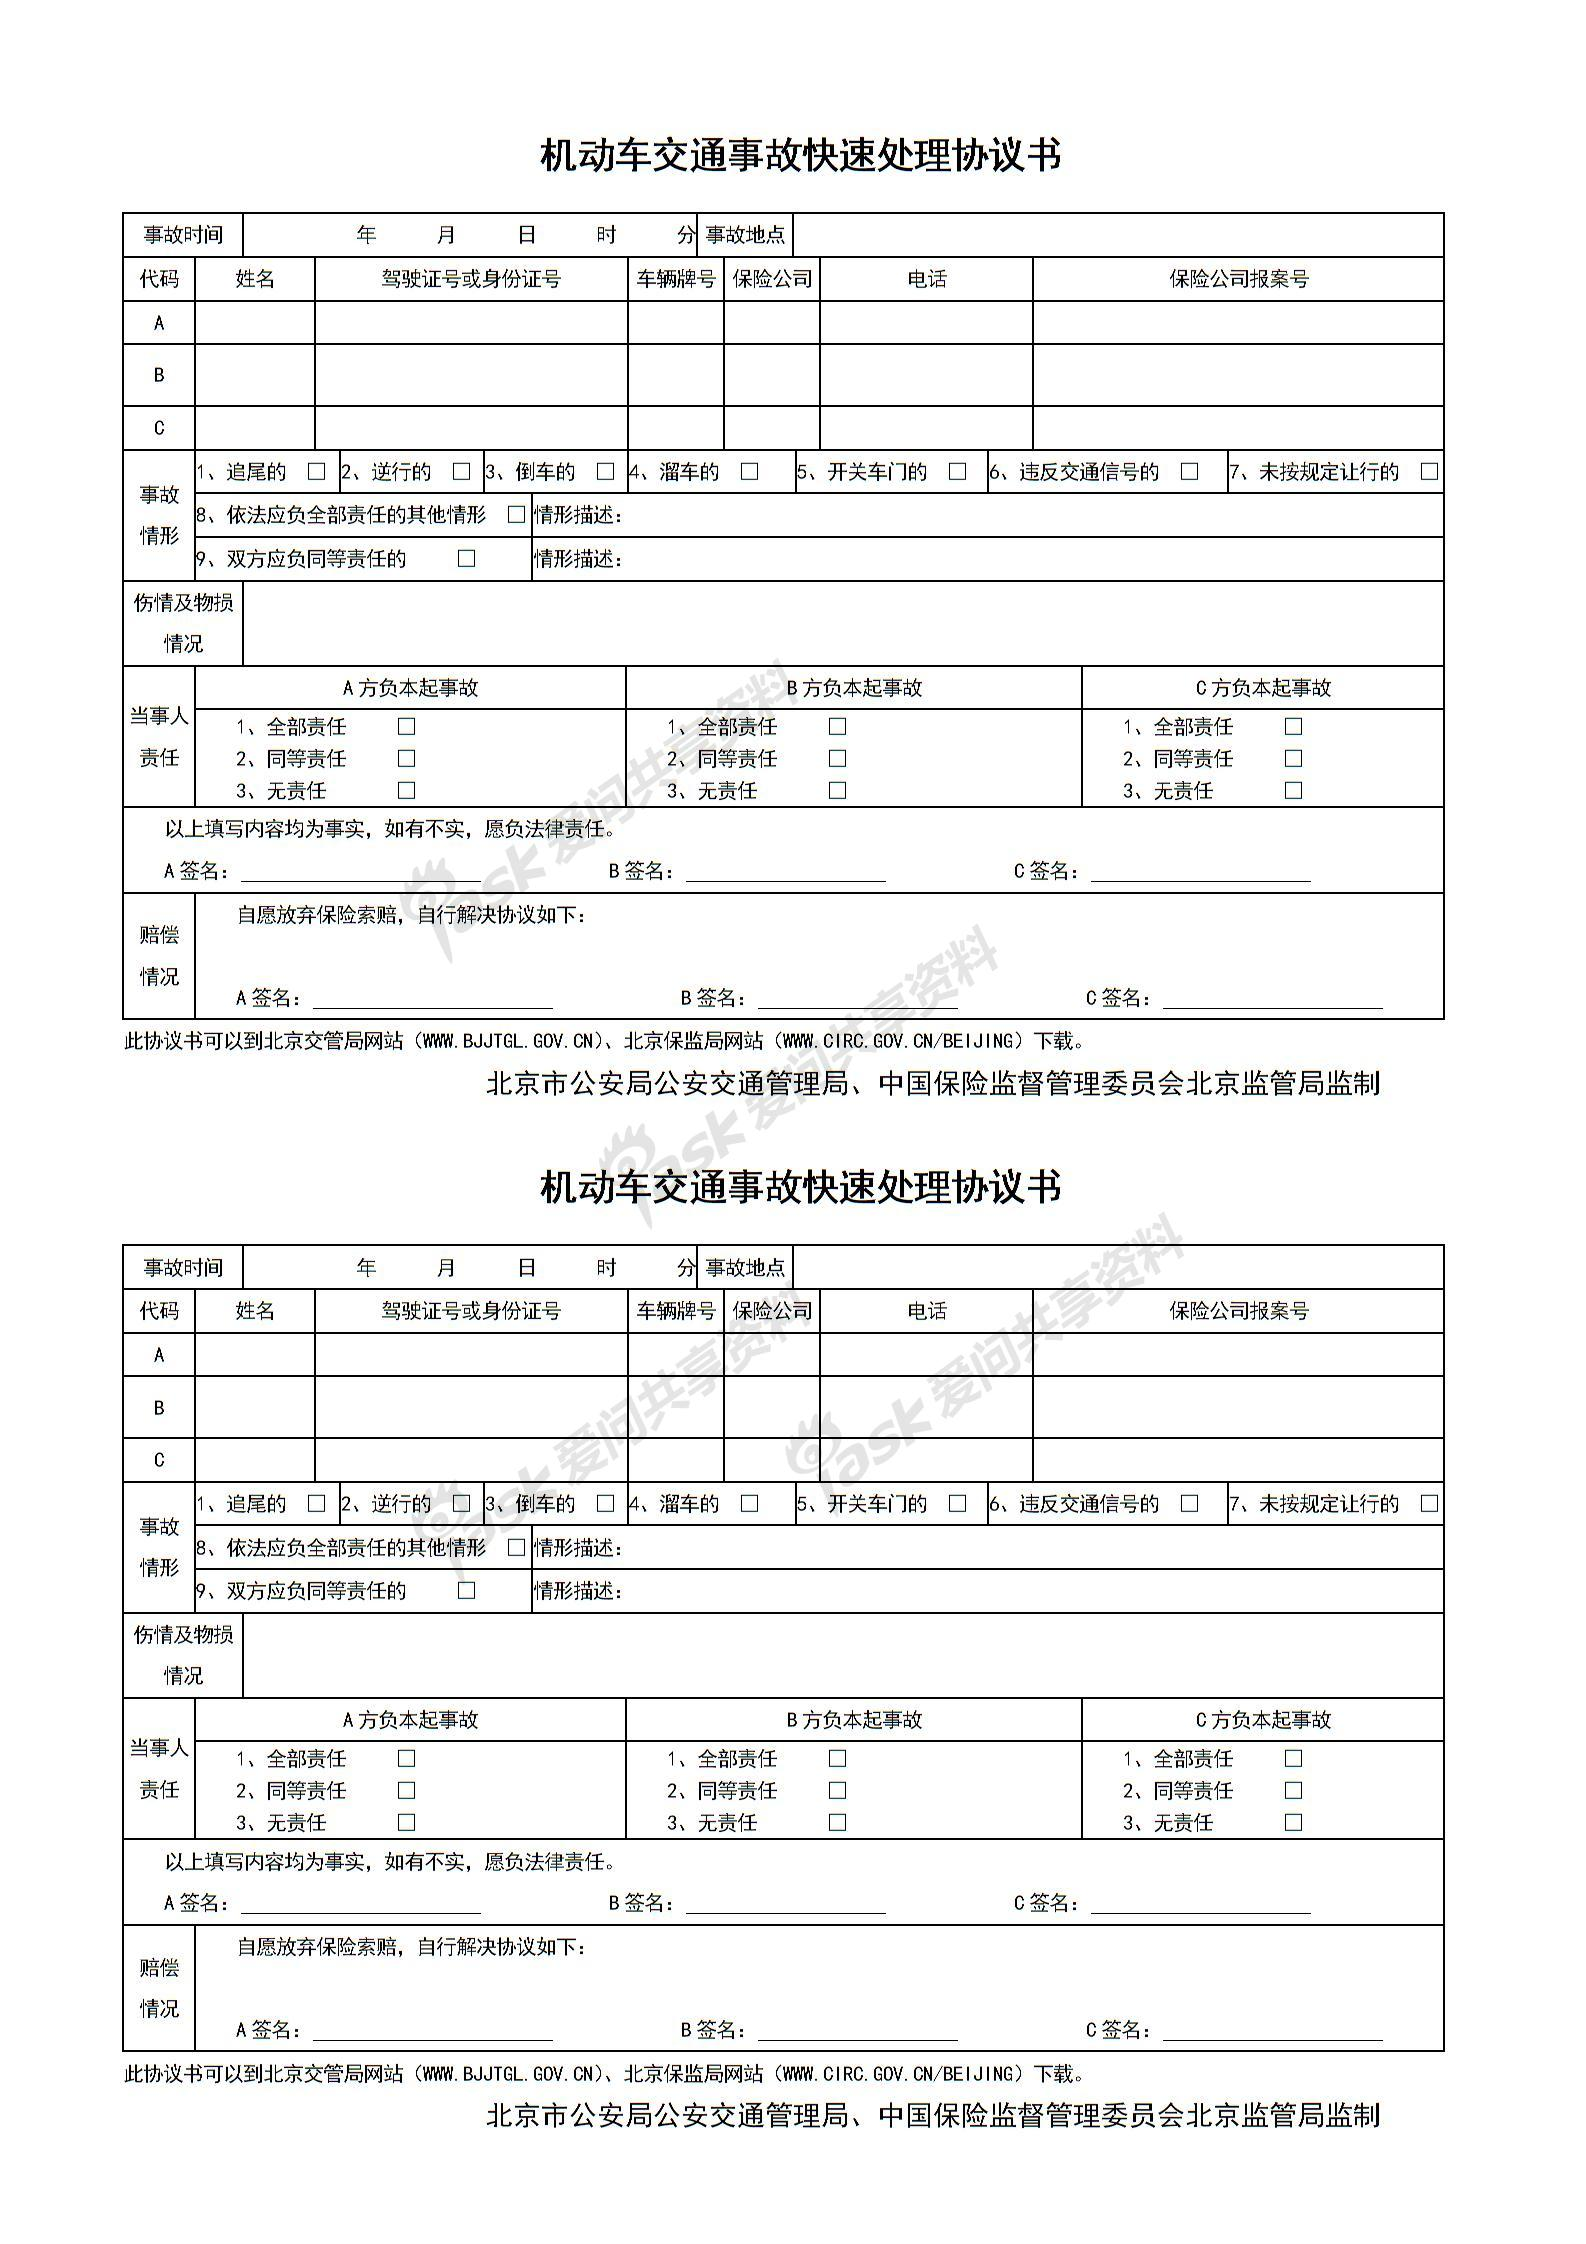 机动车交通事故快速处理协议书
事故时间 年 月 日 时 分 事故地点
代码 姓名 驾驶证号或身份证号 车辆牌号 保险公司 电话 保险公司报案号
A
B
C
事故情形 1、追尾的 □ 2、逆行的 □ 3、倒车的 □ 4、溜车的 □ 5、开关车门的 □ 6、违反交通信号的 □ 7、未按规定让行的 □
8、依法应负全部责任的其他情形 □ 情形描述：
9、双方应负同等责任的 □ 情形描述：
伤情及物损
情况
当事人责任 A 方负本起事故 B 方负本起事故 C 方负本起事故
1、全部责任 □ 1、全部责任 □ 1、全部责任 □
2、同等责任 □ 2、同等责任 □ 2、同等责任 □
3、无责任 □ 3、无责任 □ 3、无责任 □
以上填写内容均为事实，如有不实，愿负法律责任。
A 签名： B 签名： C 签名：
赔偿情况 自愿放弃保险索赔，自行解决协议如下：
A 签名： B 签名： C 签名：
此协议书可以到北京交管局网站（WWW.BJJTGL.GOV.CN）、北京保监局网站（WWW.CIRC.GOV.CN/BEIJING）下载。
北京市公安局公安交通管理局、中国保险监督管理委员会北京监管局监制
机动车交通事故快速处理协议书
事故时间 年 月 日 时 分 事故地点
代码 姓名 驾驶证号或身份证号 车辆牌号 保险公司 电话 保险公司报案号
A
B
C
事故情形 1、追尾的 □ 2、逆行的 □ 3、倒车的 □ 4、溜车的 □ 5、开关车门的 □ 6、违反交通信号的 □ 7、未按规定让行的 □
8、依法应负全部责任的其他情形 □ 情形描述：
9、双方应负同等责任的 □ 情形描述：
伤情及物损
情况
当事人责任 A 方负本起事故 B 方负本起事故 C 方负本起事故
1、全部责任 □ 1、全部责任 □ 1、全部责任 □
2、同等责任 □ 2、同等责任 □ 2、同等责任 □
3、无责任 □ 3、无责任 □ 3、无责任 □
以上填写内容均为事实，如有不实，愿负法律责任。
A 签名： B 签名： C 签名：
赔偿情况 自愿放弃保险索赔，自行解决协议如下：
A 签名： B 签名： C 签名：
此协议书可以到北京交管局网站（WWW.BJJTGL.GOV.CN）、北京保监局网站（WWW.CIRC.GOV.CN/BEIJING）下载。
北京市公安局公安交通管理局、中国保险监督管理委员会北京监管局监制
iask 爱问共享资料
iask 爱问共享资料
iask 爱问共享资料
iask 爱问共享资料